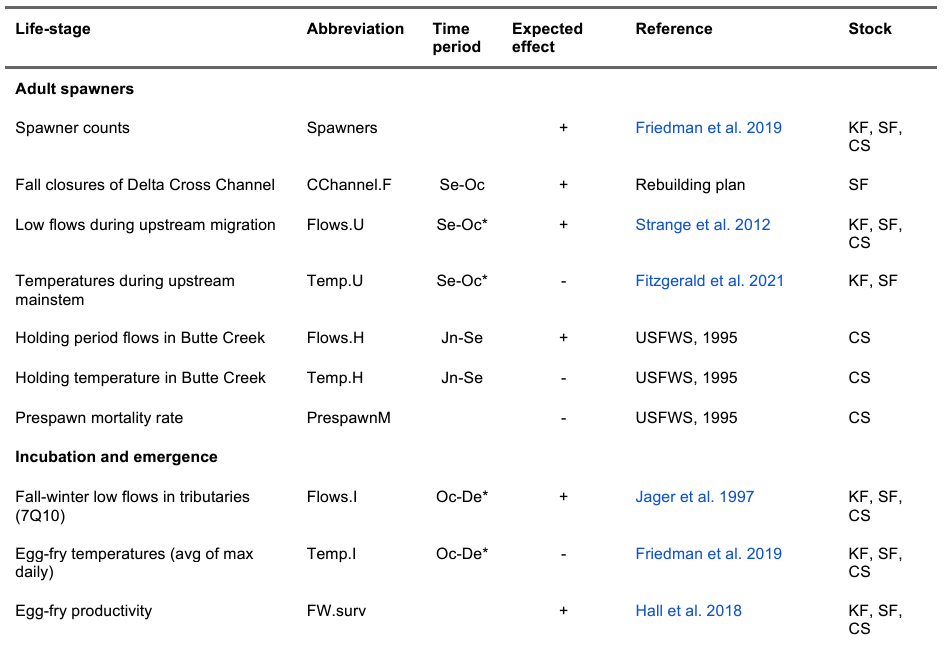 Life-stage Abbreviation Time period Expected effect Reference Stock
Adult spawners
Spawner counts Spawners + Friedman et al. 2019 KF, SF, CS
Fall closures of Delta Cross Channel CChannel.F Se-Oc + Rebuilding plan SF
Low flows during upstream migration Flows.U Se-Oc* + Strange et al. 2012 KF, SF, CS
Temperatures during upstream mainstem Temp.U Se-Oc* - Fitzgerald et al. 2021 KF, SF
Holding period flows in Butte Creek Flows.H Jn-Se + USFWS, 1995 CS
Holding temperature in Butte Creek Temp.H Jn-Se - USFWS, 1995 CS
Prespawn mortality rate PrespawnM - USFWS, 1995 CS
Incubation and emergence
Fall-winter low flows in tributaries (7Q10) Flows.I Oc-De* + Jager et al. 1997 KF, SF, CS
Egg-fry temperatures (avg of max daily) Temp.I Oc-De* - Friedman et al. 2019 KF, SF, CS
Egg-fry productivity FW.surv + Hall et al. 2018 KF, SF, CS